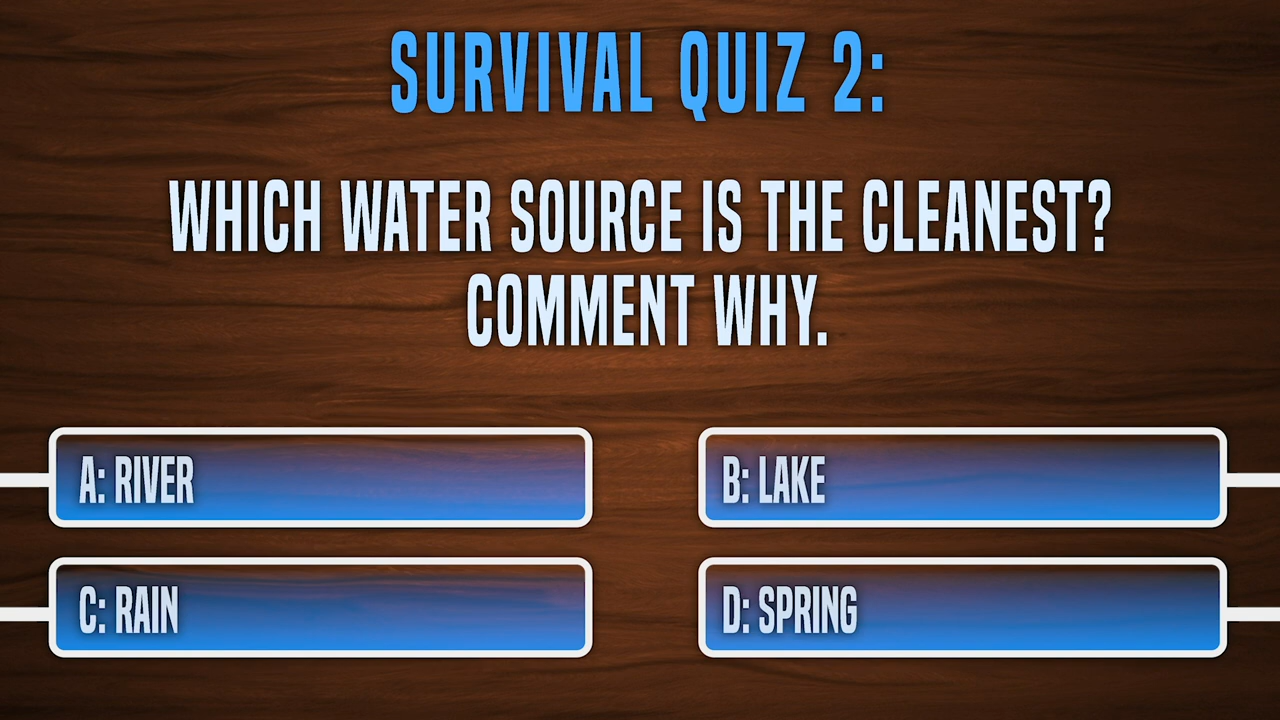 SURVIVAL QUIZ 2:
WHICH WATER SOURCE IS THE CLEANEST?
COMMENT WHY.
A: RIVER
B: LAKE
C: RAIN
D: SPRING